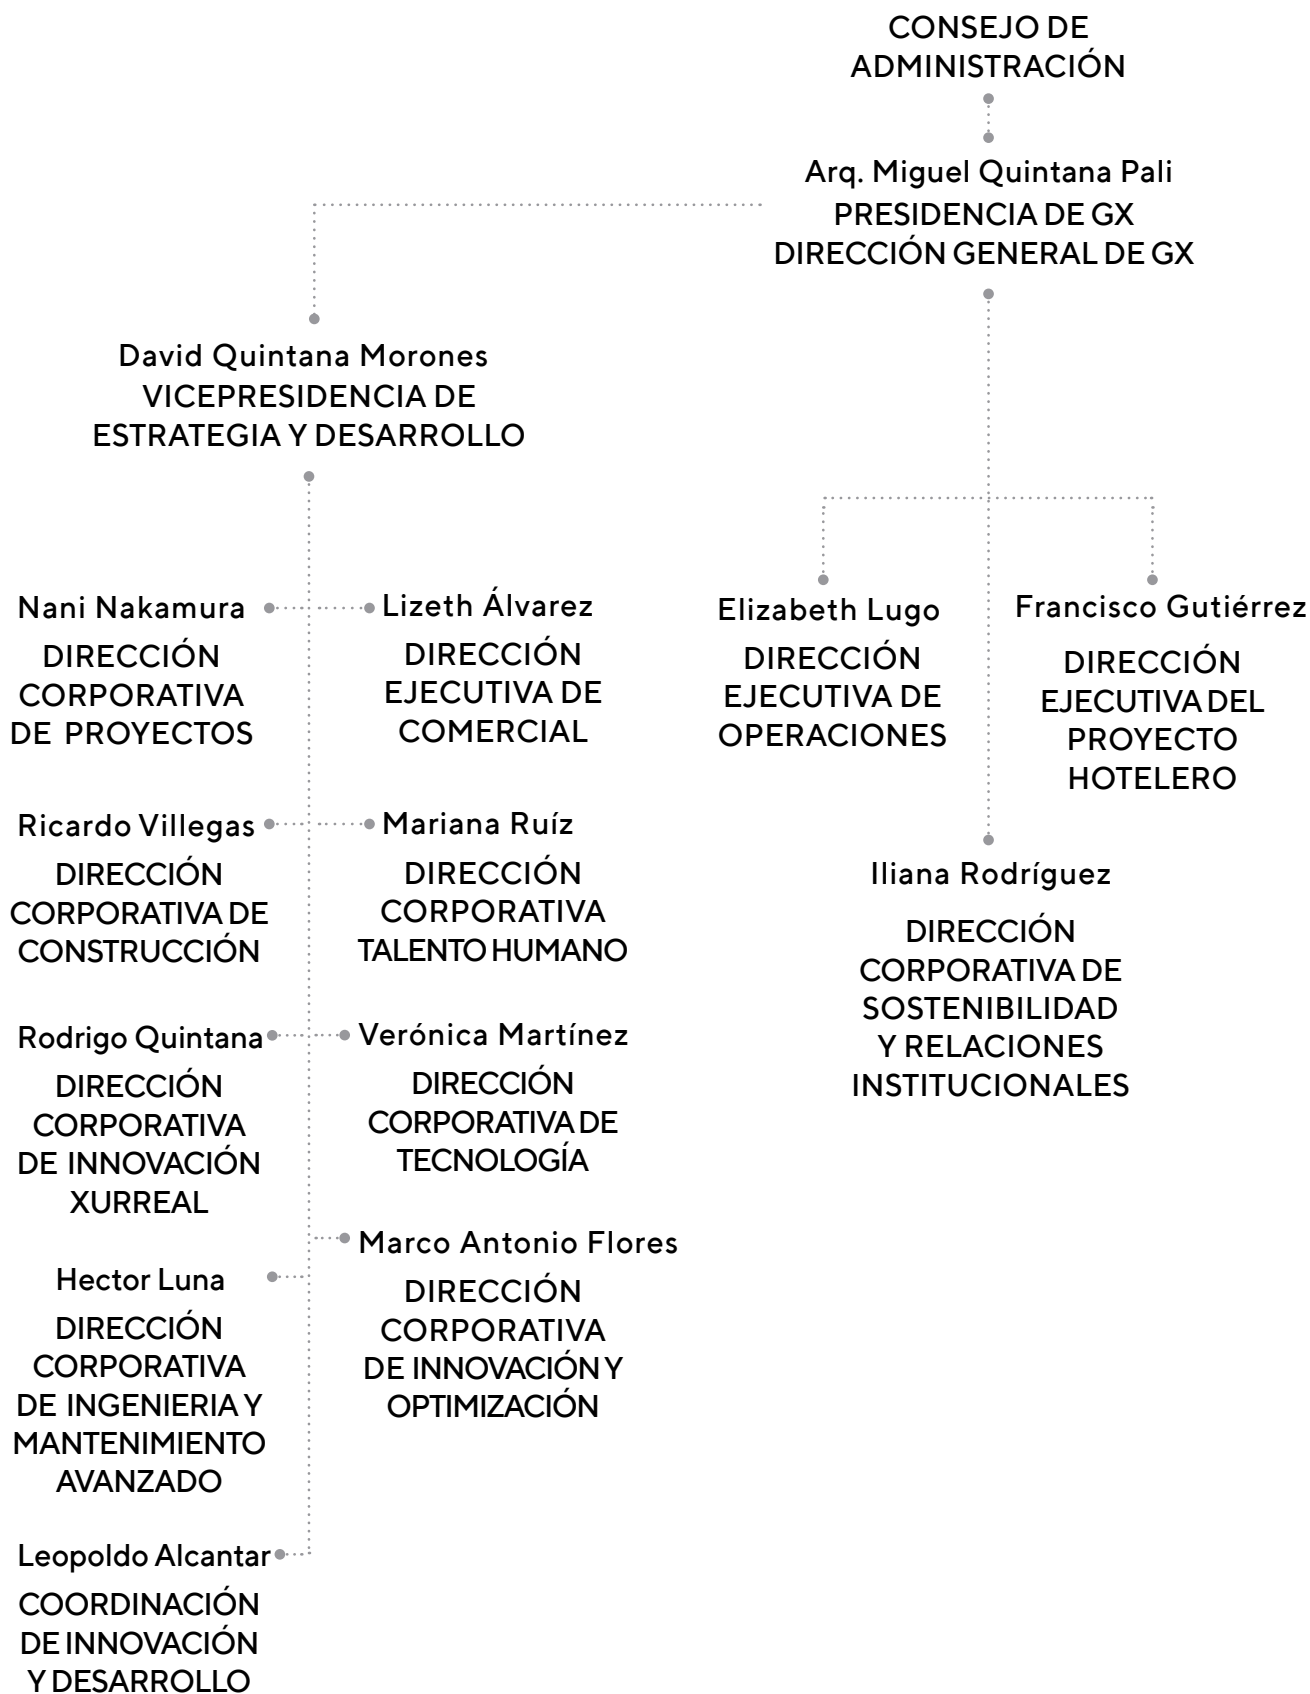 CONSEJO DE
ADMINISTRACIÓN
Arq. Miguel Quintana Pali
PRESIDENCIA DE GX
DIRECCIÓN GENERAL DE GX
David Quintana Morones
VICEPRESIDENCIA DE
ESTRATEGIA Y DESARROLLO
Nani Nakamura
DIRECCIÓN
CORPORATIVA
DE PROYECTOS
Lizeth Álvarez
DIRECCIÓN
EJECUTIVA DE
COMERCIAL
Elizabeth Lugo
DIRECCIÓN
EJECUTIVA DE
OPERACIONES
Francisco Gutiérrez
DIRECCIÓN
EJECUTIVA DEL
PROYECTO
HOTELERO
Ricardo Villegas
DIRECCIÓN
CORPORATIVA DE
CONSTRUCCIÓN
Mariana Ruíz
DIRECCIÓN
CORPORATIVA
TALENTO HUMANO
Iliana Rodríguez
DIRECCIÓN
CORPORATIVA DE
SOSTENIBILIDAD
Y RELACIONES
INSTITUCIONALES
Rodrigo Quintana
DIRECCIÓN
CORPORATIVA
DE INNOVACIÓN
XURREAL
Verónica Martínez
DIRECCIÓN
CORPORATIVA DE
TECNOLOGÍA
Hector Luna
DIRECCIÓN
CORPORATIVA
DE INGENIERIA Y
MANTENIMIENTO
AVANZADO
Marco Antonio Flores
DIRECCIÓN
CORPORATIVA
DE INNOVACIÓN Y
OPTIMIZACIÓN
Leopoldo Alcantar
COORDINACIÓN
DE INNOVACIÓN
Y DESARROLLO